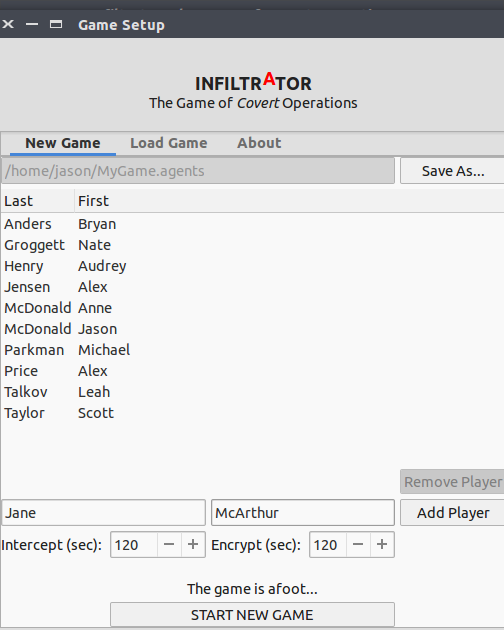 Game Setup
INFILTRATOR
The Game of Covert Operations
New Game Load Game About
/home/jason/MyGame.agents Save As...
Last First
Anders Bryan
Groggett Nate
Henry Audrey
Jensen Alex
McDonald Anne
McDonald Jason
Parkman Michael
Price Alex
Talkov Leah
Taylor Scott
Remove Player
Jane McArthur Add Player
Intercept (sec): 120 Encrypt (sec): 120
The game is afoot...
START NEW GAME